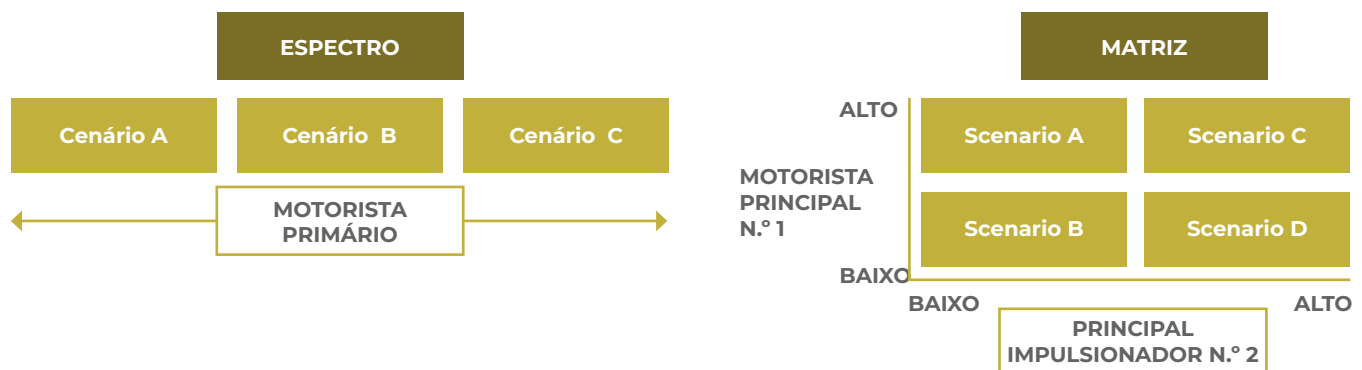 ESPECTRO
Cenário A
Cenário B
Cenário C
MOTORISTA
PRIMÁRIO
MATRIZ
ALTO
MOTORISTA
PRINCIPAL
N.º 1
BAIXO
Scenario A
Scenario C
Scenario B
Scenario D
BAIXO
ALTO
PRINCIPAL
IMPULSIONADOR N.º 2